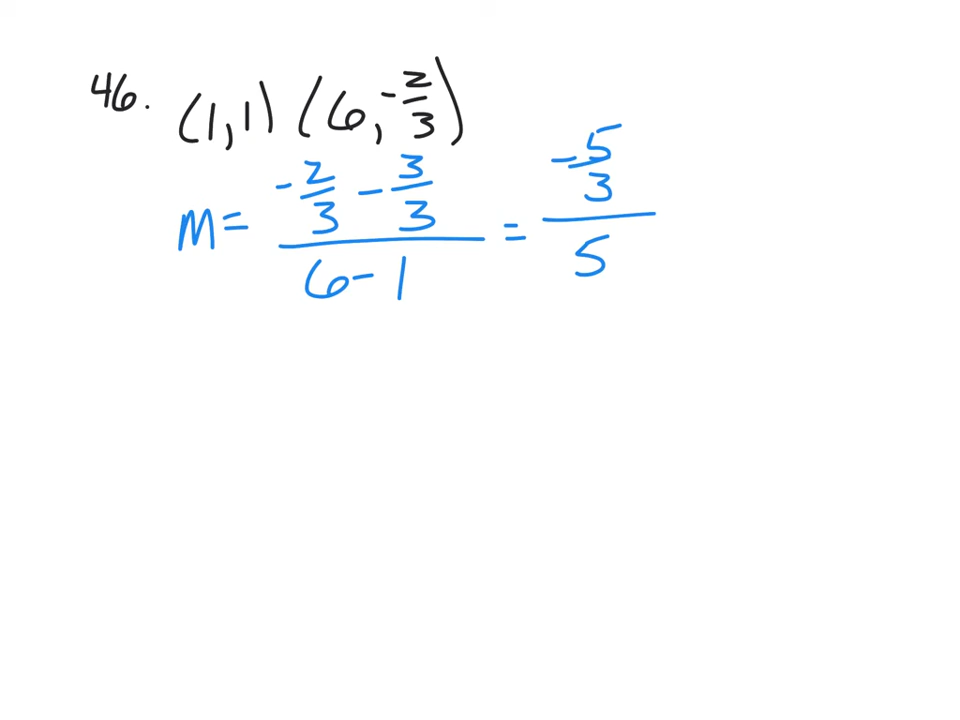 46. (1,1) (6, -2/3)
m = (-2/3 - 3/3)/(6-1) = (-5/3)/5